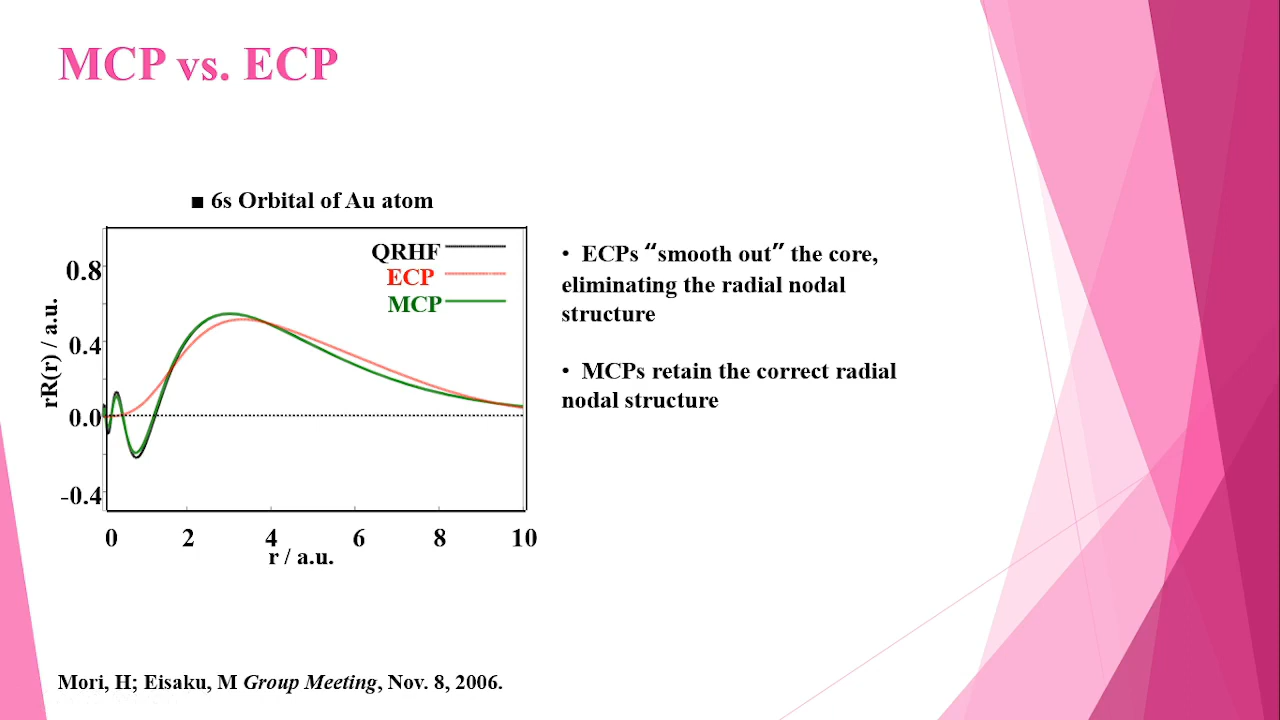 MCP vs. ECP
■ 6s Orbital of Au atom
QRHF
ECP
MCP
0.8
0.4
0.0
-0.4
rR(r) / a.u.
0 2 4 6 8 10
r / a.u.
• ECPs “smooth out” the core,
eliminating the radial nodal
structure
• MCPs retain the correct radial
nodal structure
Mori, H; Eisaku, M Group Meeting, Nov. 8, 2006.